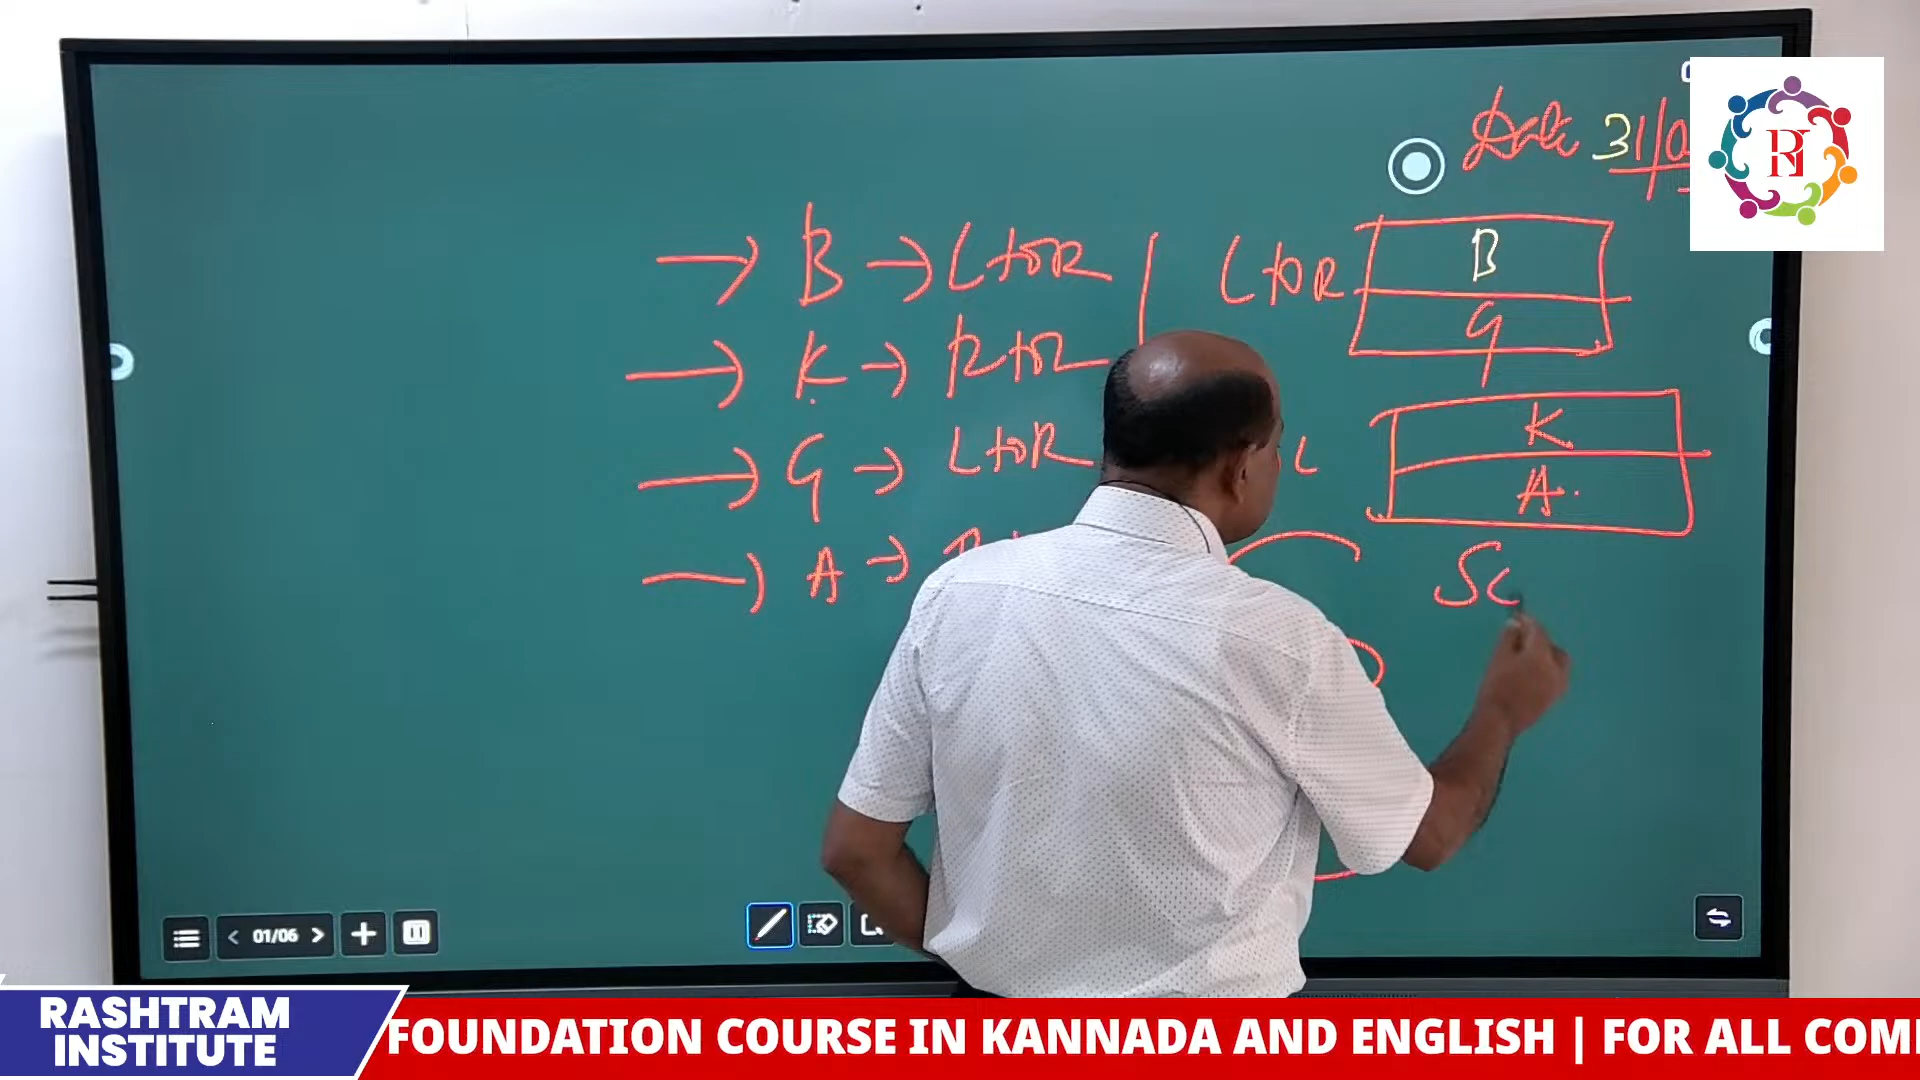 Date 31/0
→ B → L to R
L to R
B
G
→ K → R to L
K
→ G → L to R
L
A.
→ A →
SC
01/06
RASHTRAM
INSTITUTE
FOUNDATION COURSE IN KANNADA AND ENGLISH | FOR ALL COM